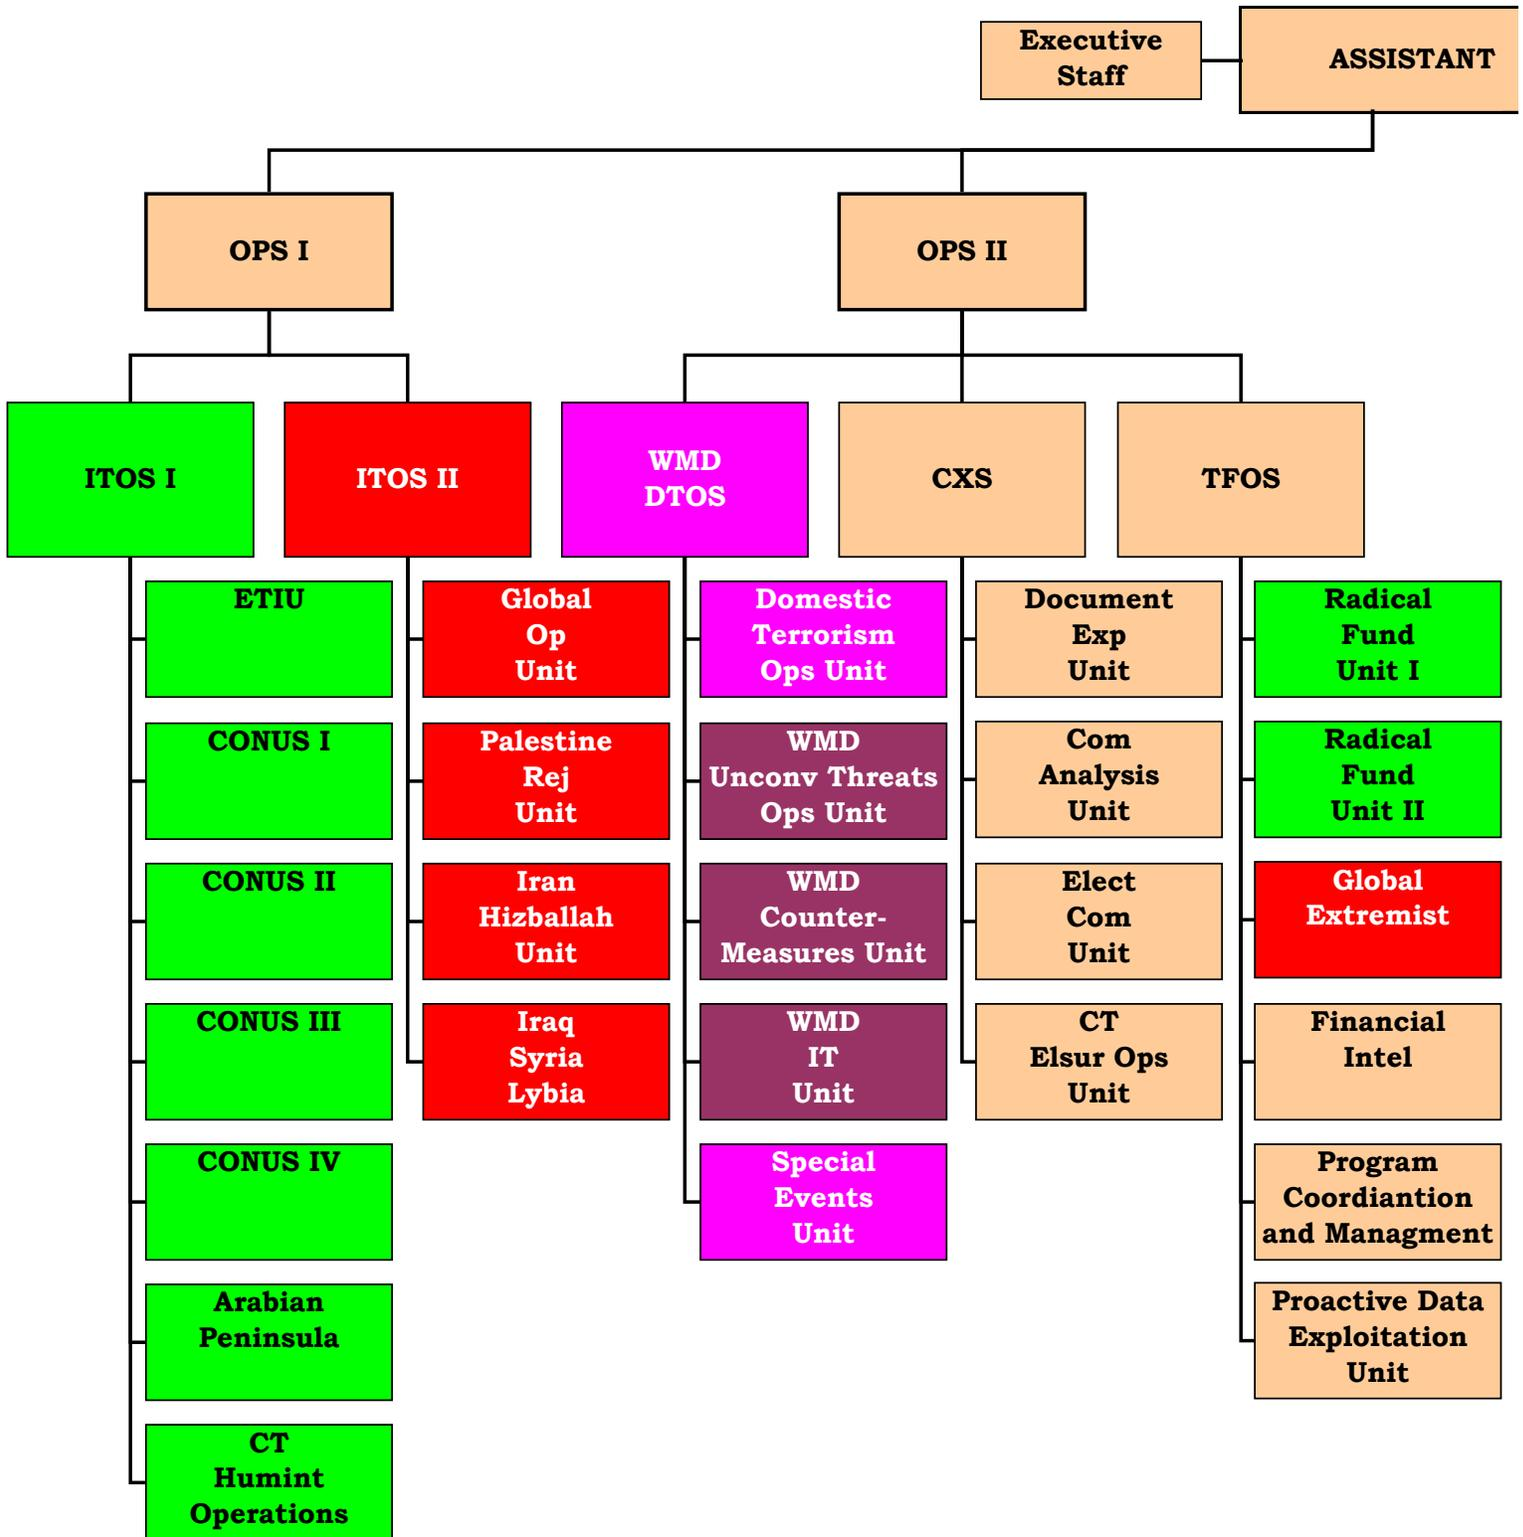 Executive
Staff
ASSISTANT
OPS I
OPS II
ITOS I
ITOS II
WMD
DTOS
CXS
TFOS
ETIU
CONUS I
CONUS II
CONUS III
CONUS IV
Arabian
Peninsula
CT
Humint
Operations
Global
Op
Unit
Palestine
Rej
Unit
Iran
Hizballah
Unit
Iraq
Syria
Lybia
Domestic
Terrorism
Ops Unit
WMD
Unconv Threats
Ops Unit
WMD
Counter-
Measures Unit
WMD
IT
Unit
Special
Events
Unit
Document
Exp
Unit
Com
Analysis
Unit
Elect
Com
Unit
CT
Elsur Ops
Unit
Radical
Fund
Unit I
Radical
Fund
Unit II
Global
Extremist
Financial
Intel
Program
Coordiantion
and Managment
Proactive Data
Exploitation
Unit